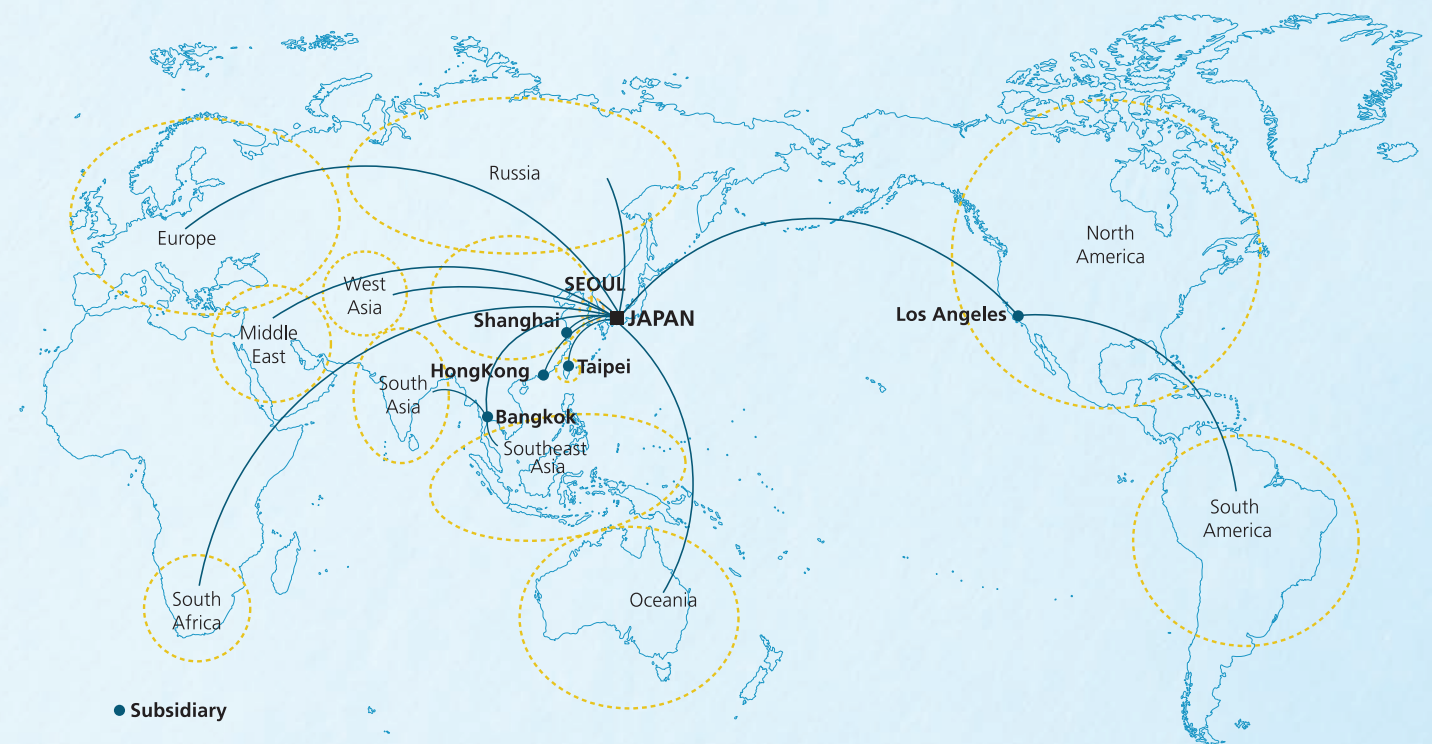 Russia
Europe
North
America
West
Asia
SEOUL
Los Angeles
Shanghai
JAPAN
Middle
East
HongKong
Taipei
South
Asia
Bangkok
Southeast
Asia
South
America
South
Africa
Oceania
Subsidiary